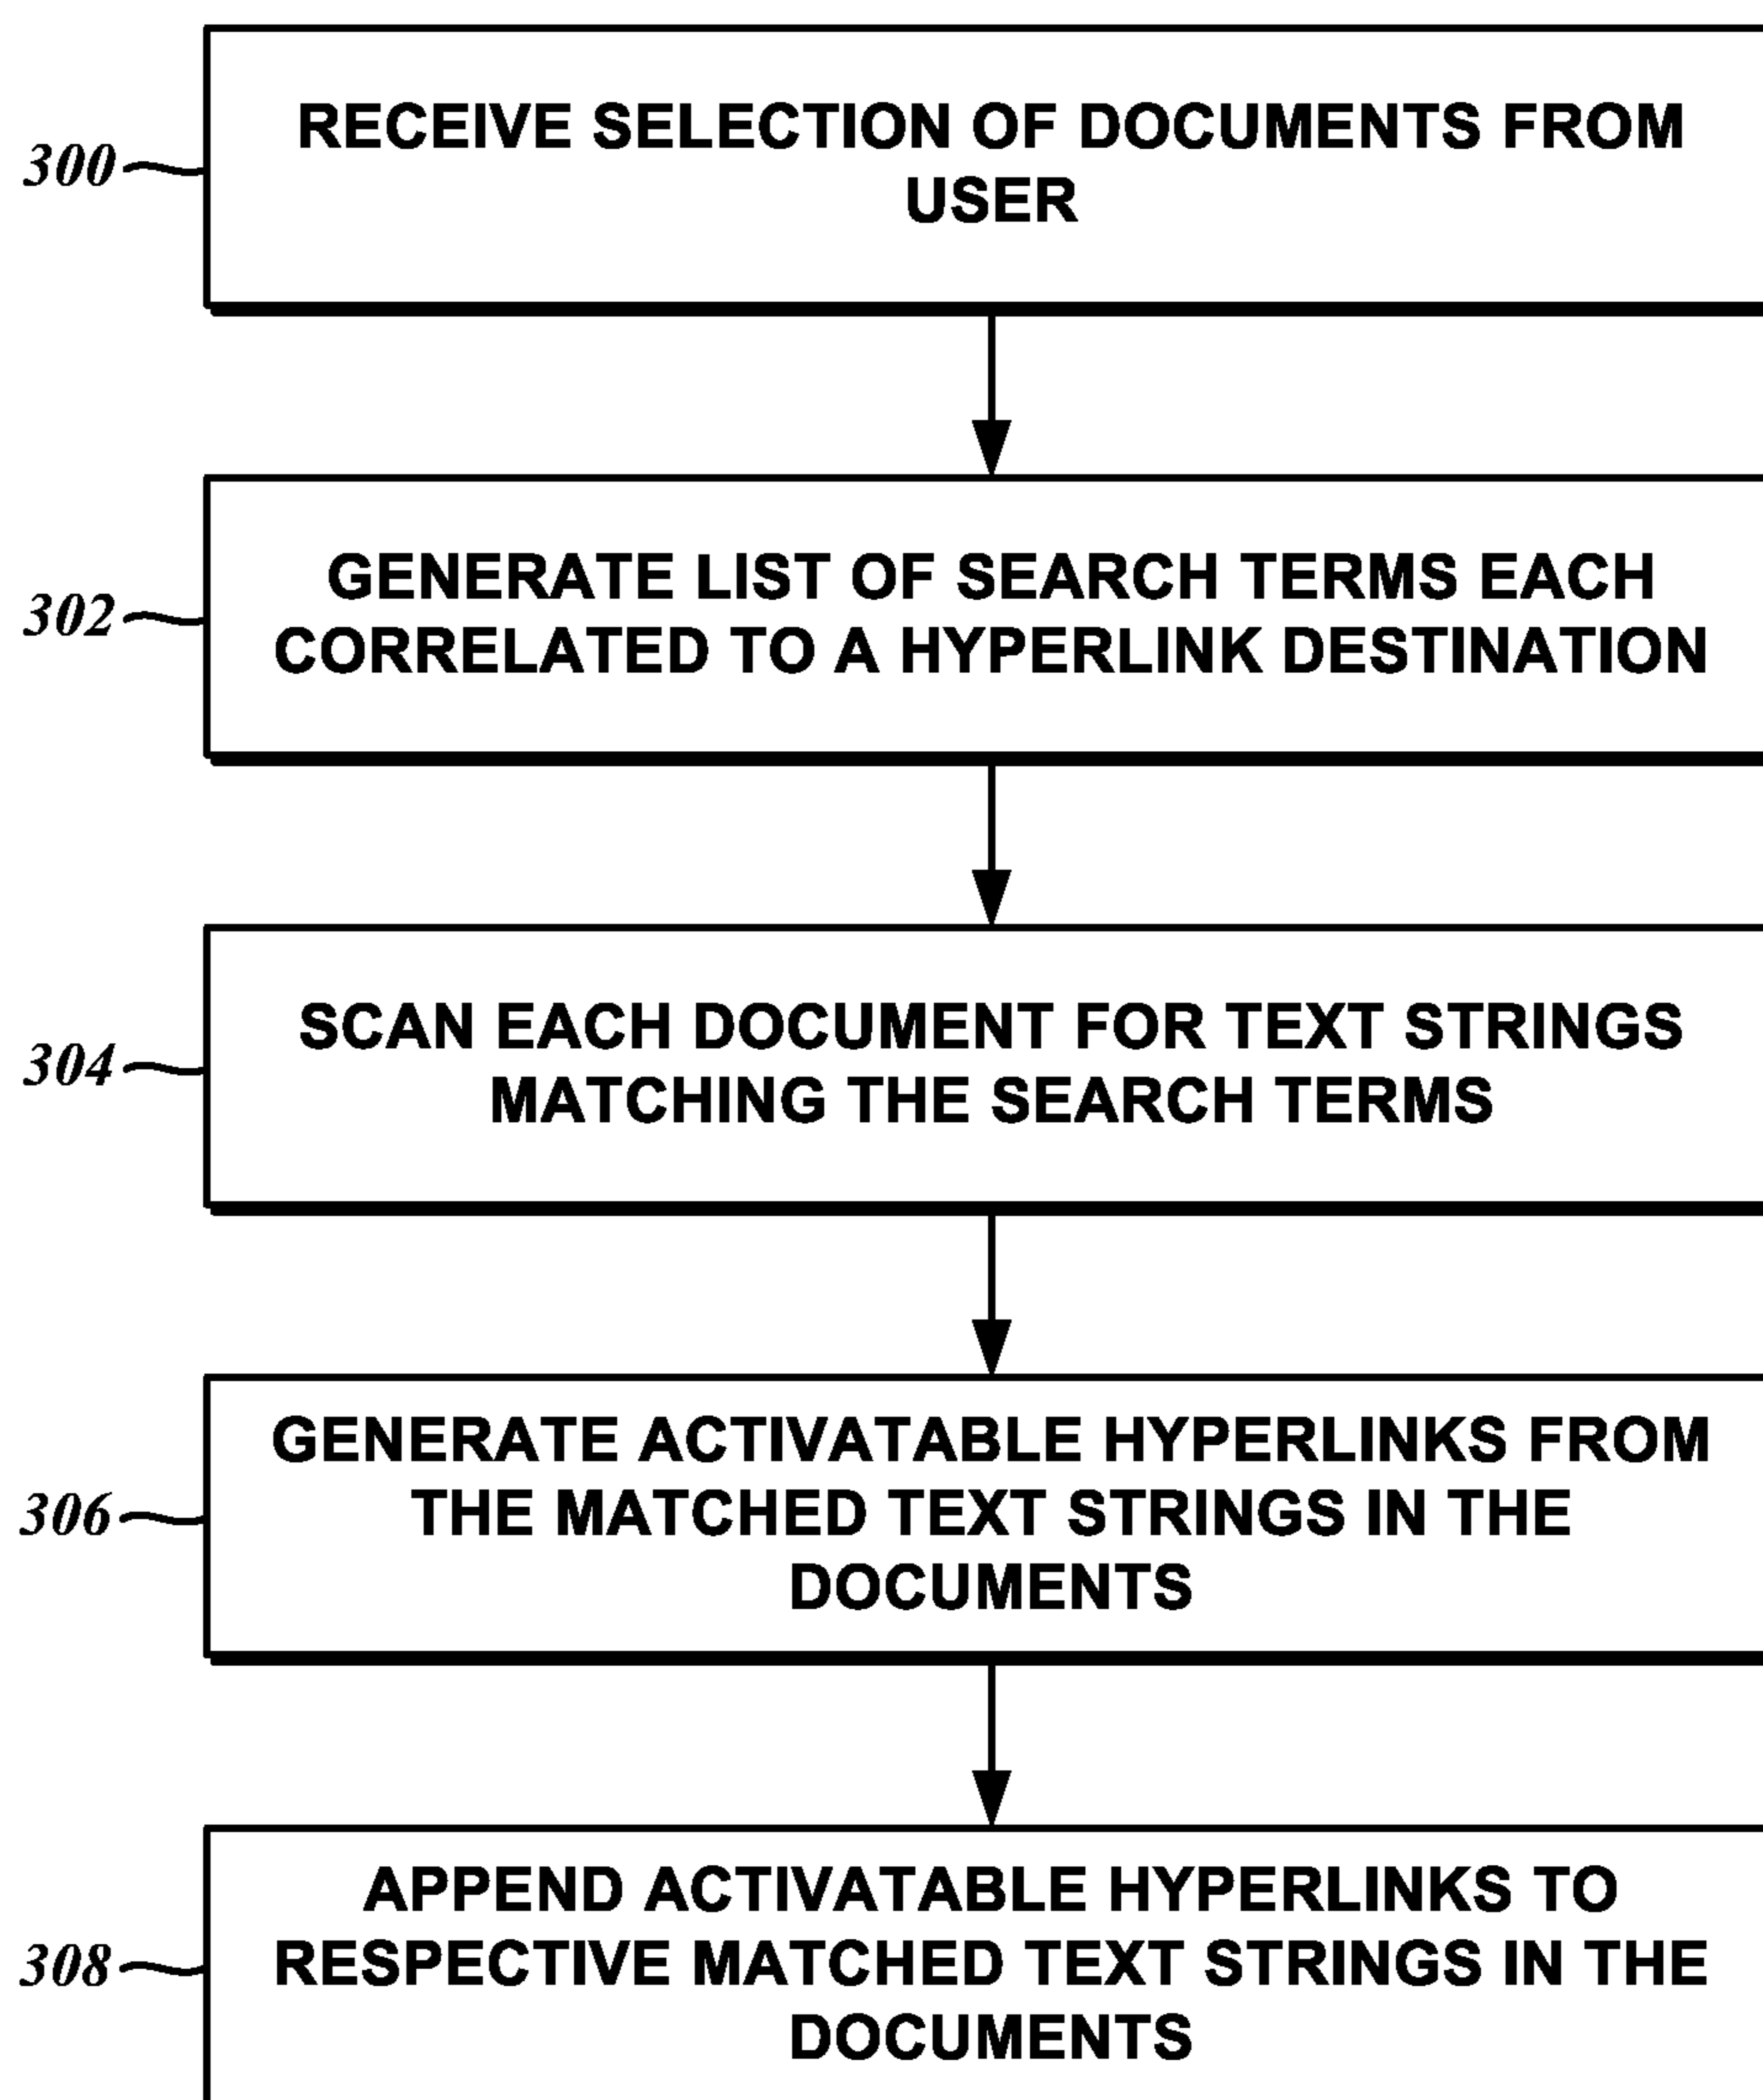 RECEIVE SELECTION OF DOCUMENTS FROM
USER
300
GENERATE LIST OF SEARCH TERMS EACH
CORRELATED TO A HYPERLINK DESTINATION
302
SCAN EACH DOCUMENT FOR TEXT STRINGS
MATCHING THE SEARCH TERMS
304
GENERATE ACTIVATABLE HYPERLINKS FROM
THE MATCHED TEXT STRINGS IN THE
DOCUMENTS
306
APPEND ACTIVATABLE HYPERLINKS TO
RESPECTIVE MATCHED TEXT STRINGS IN THE
DOCUMENTS
308